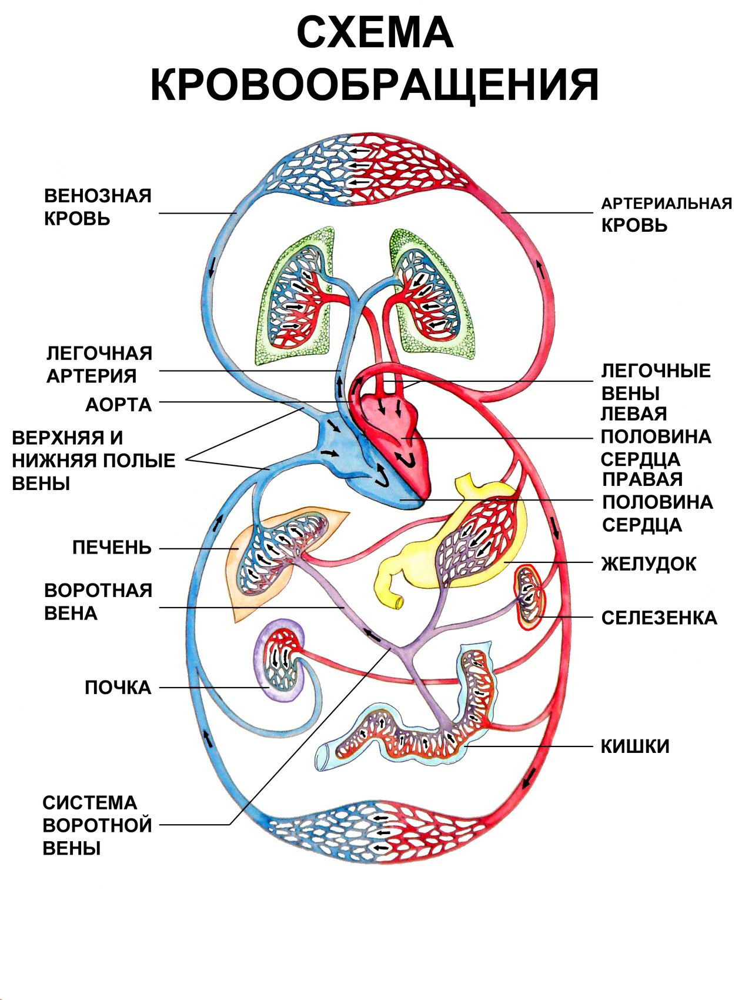 СХЕМА
КРОВООБРАЩЕНИЯ
ВЕНОЗНАЯ
КРОВЬ
АРТЕРИАЛЬНАЯ
КРОВЬ
ЛЕГОЧНАЯ
АРТЕРИЯ
АОРТА
ВЕРХНЯЯ И
НИЖНЯЯ ПОЛЫЕ
ВЕНЫ
ПЕЧЕНЬ
ВОРОТНАЯ
ВЕНА
ПОЧКА
СИСТЕМА
ВОРОТНОЙ
ВЕНЫ
ЛЕГОЧНЫЕ
ВЕНЫ
ЛЕВАЯ
ПОЛОВИНА
СЕРДЦА
ПРАВАЯ
ПОЛОВИНА
СЕРДЦА
ЖЕЛУДОК
СЕЛЕЗЕНКА
КИШКИ